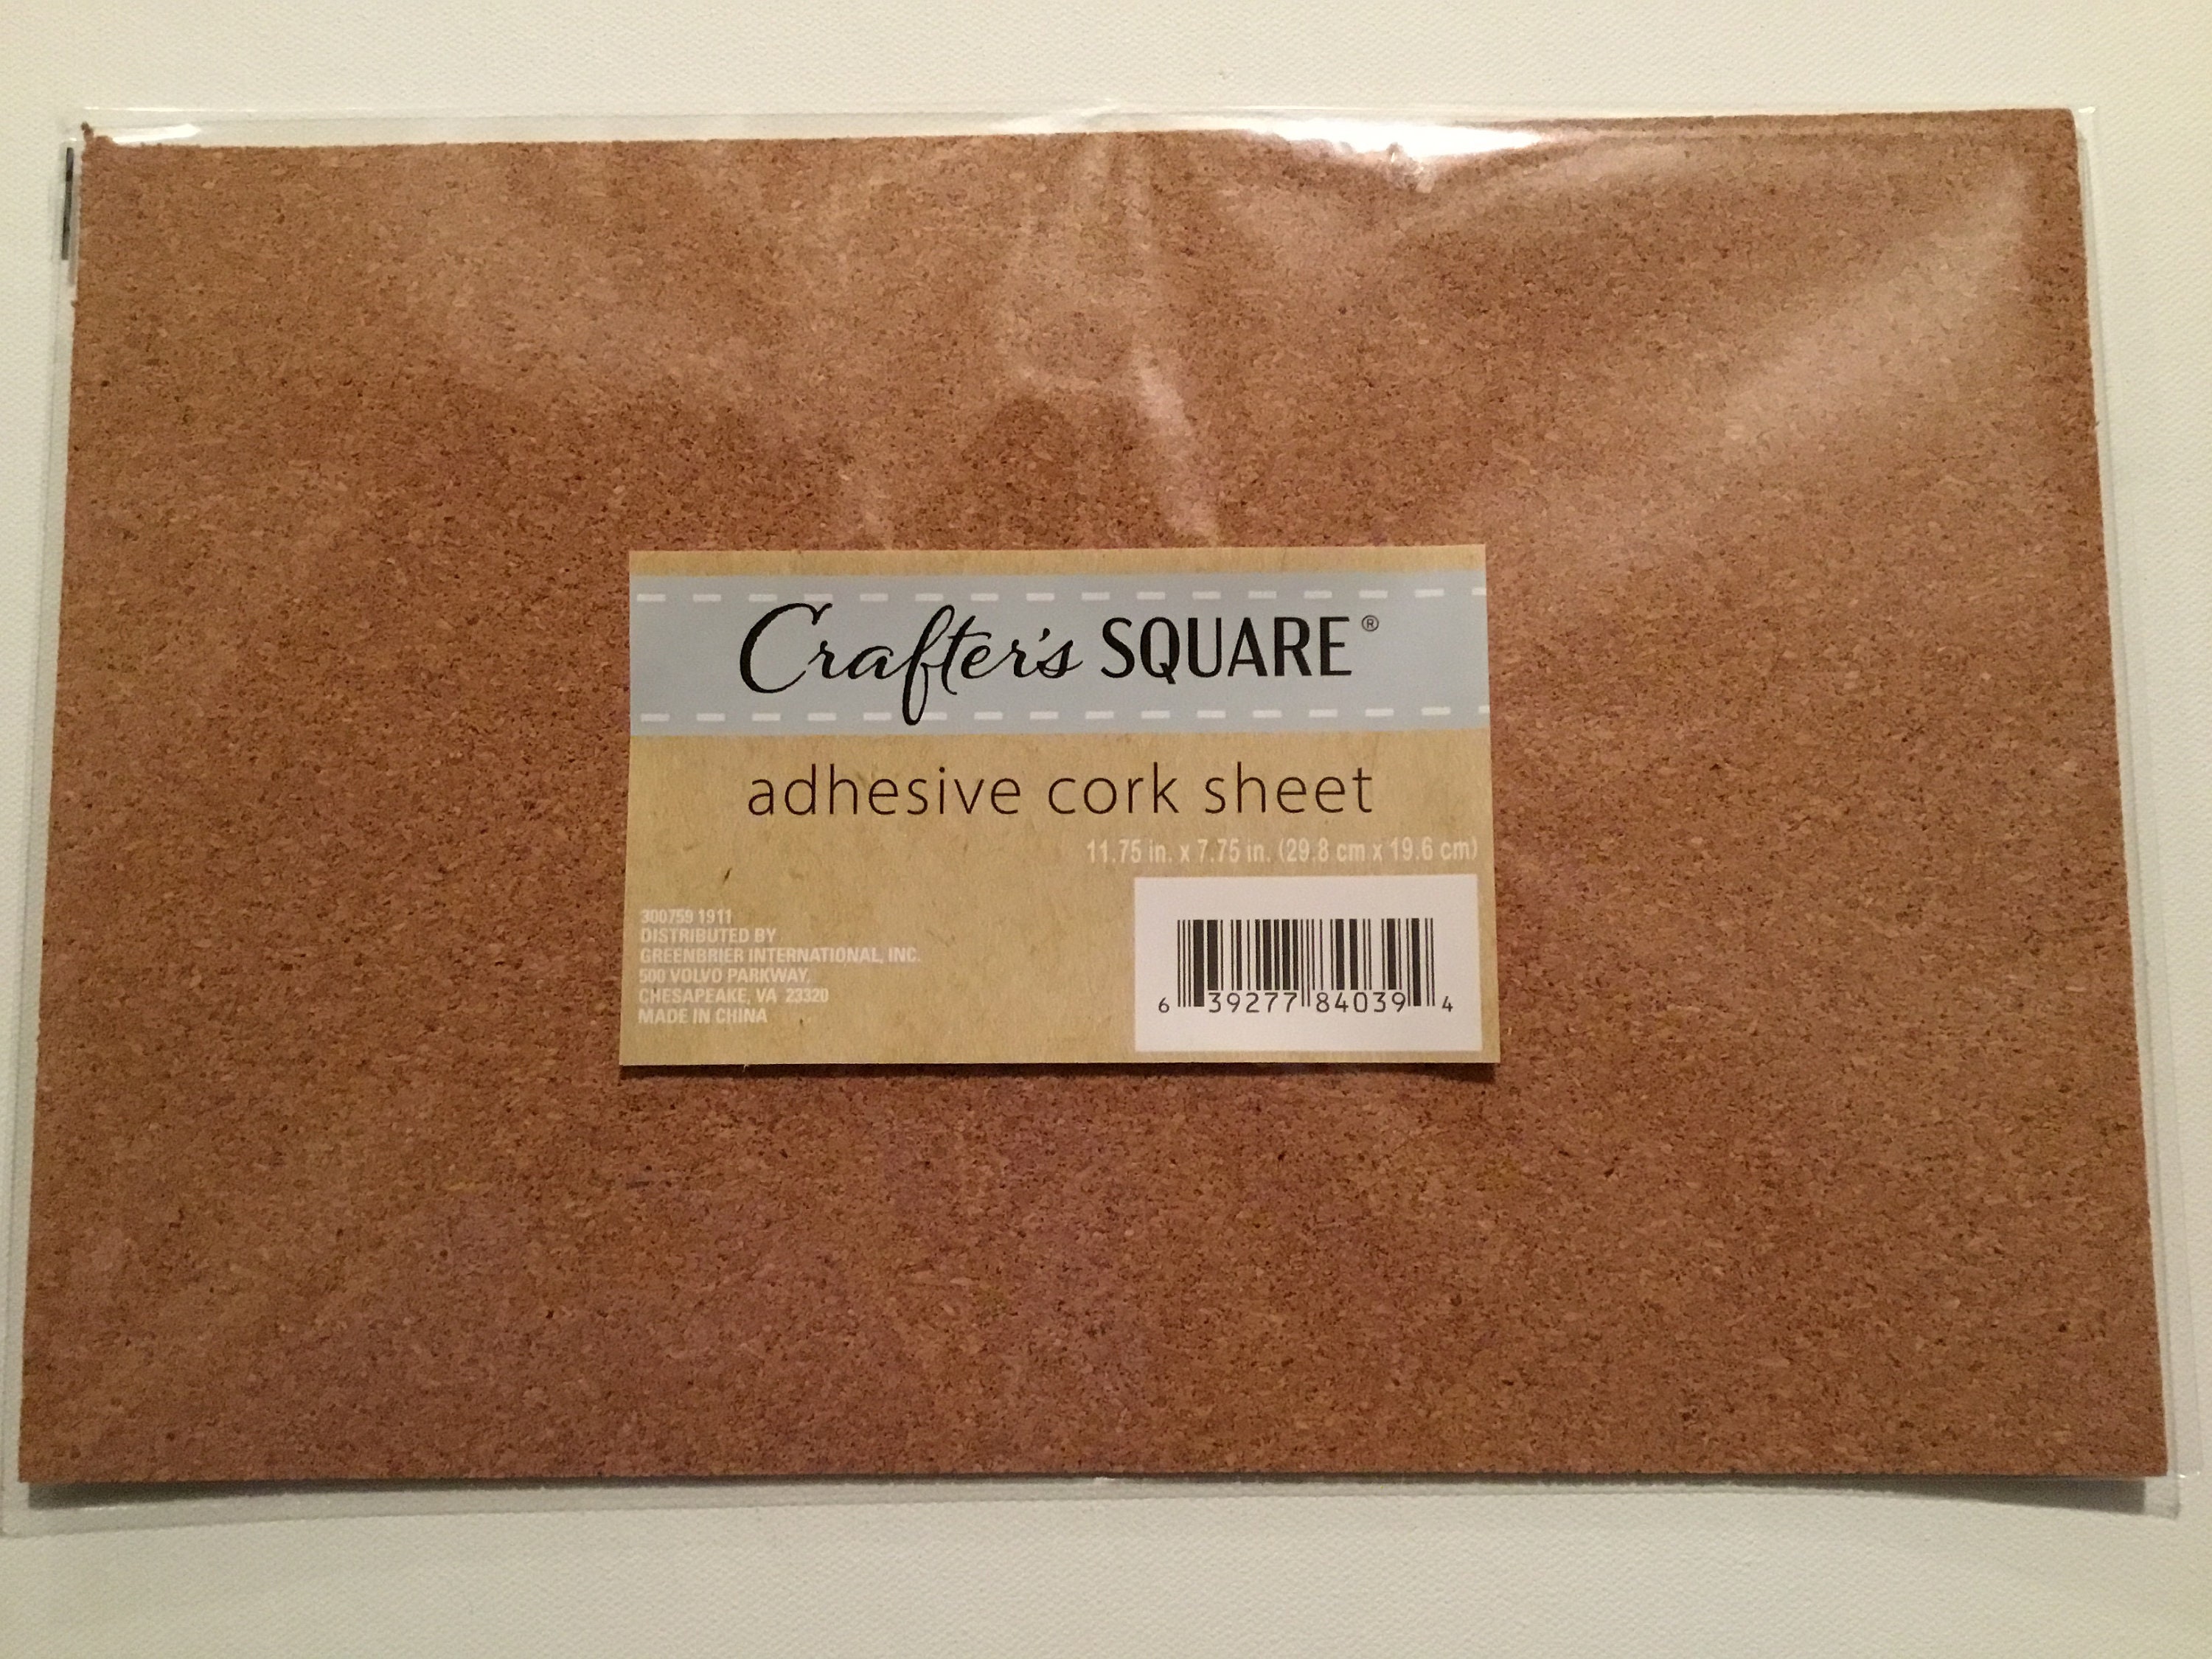 Crafter's SQUARE®
adhesive cork sheet
11.75 in. x 7.75 in. (29.8 cm x 19.6 cm)
300759 1911
DISTRIBUTED BY
GREENBRIER INTERNATIONAL, INC.
500 VOLVO PARKWAY,
CHESAPEAKE, VA 23320
MADE IN CHINA
6 39277 84039 4